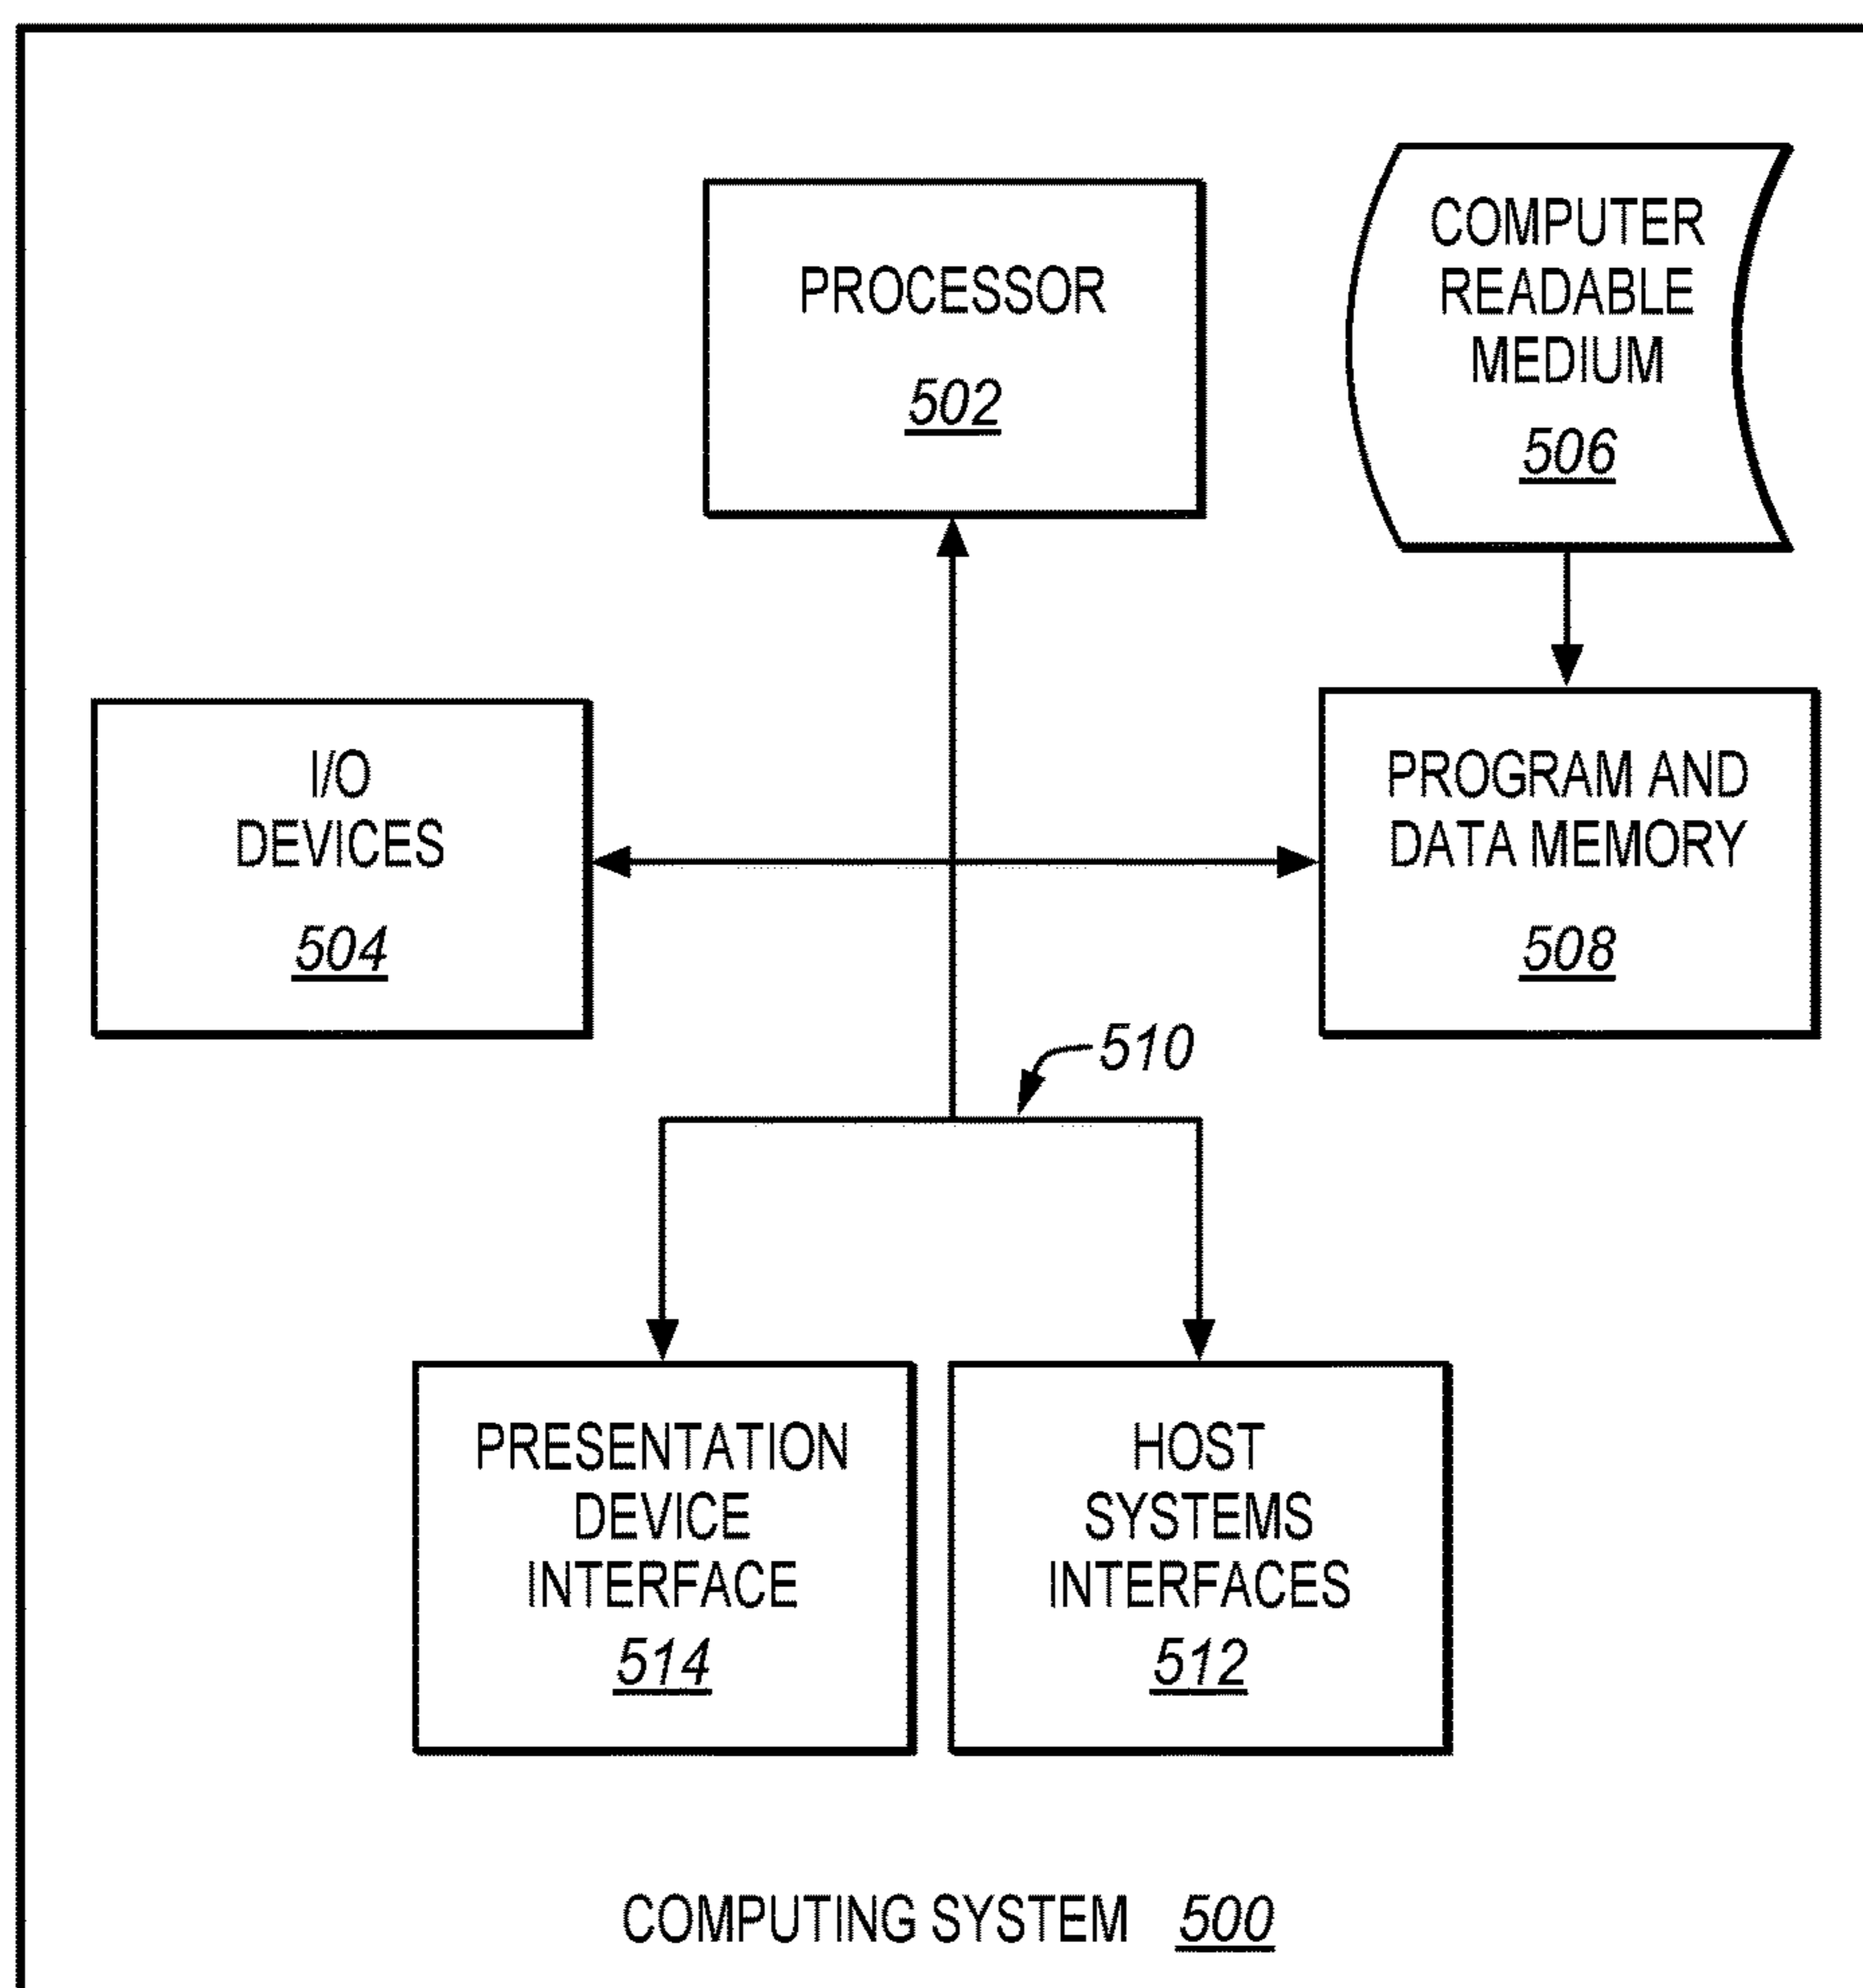 PROCESSOR
502
COMPUTER
READABLE
MEDIUM
506
I/O
DEVICES
504
PROGRAM AND
DATA MEMORY
508
510
PRESENTATION
DEVICE
INTERFACE
514
HOST
SYSTEMS
INTERFACES
512
COMPUTING SYSTEM 500